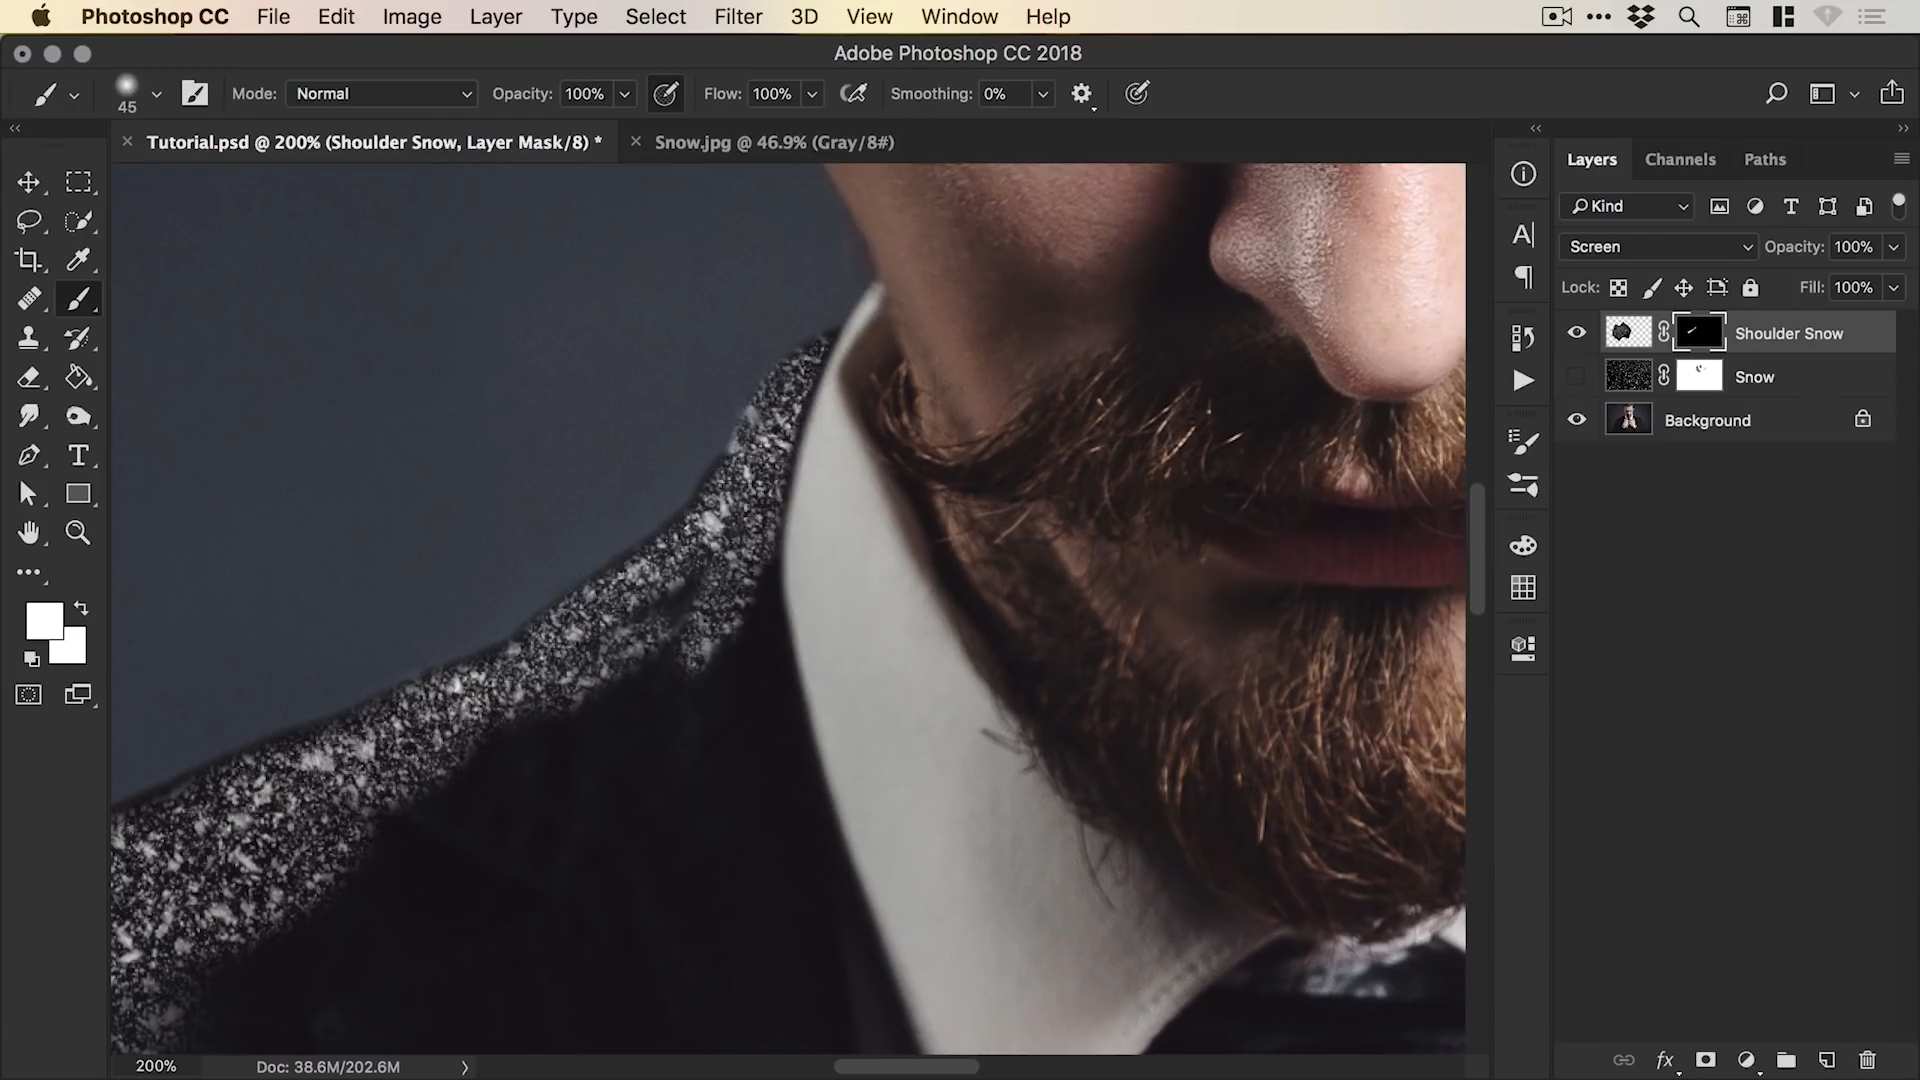 Photoshop CC File Edit Image Layer Type Select Filter 3D View Window Help
Adobe Photoshop CC 2018
45 Mode: Normal Opacity: 100% Flow: 100% Smoothing: 0%
Tutorial.psd @ 200% (Shoulder Snow, Layer Mask/8) * Snow.jpg @ 46.9% (Gray/8#)
Layers Channels Paths
Kind
Screen Opacity: 100%
Lock: Fill: 100%
Shoulder Snow
Snow
Background
200% Doc: 38.6M/202.6M